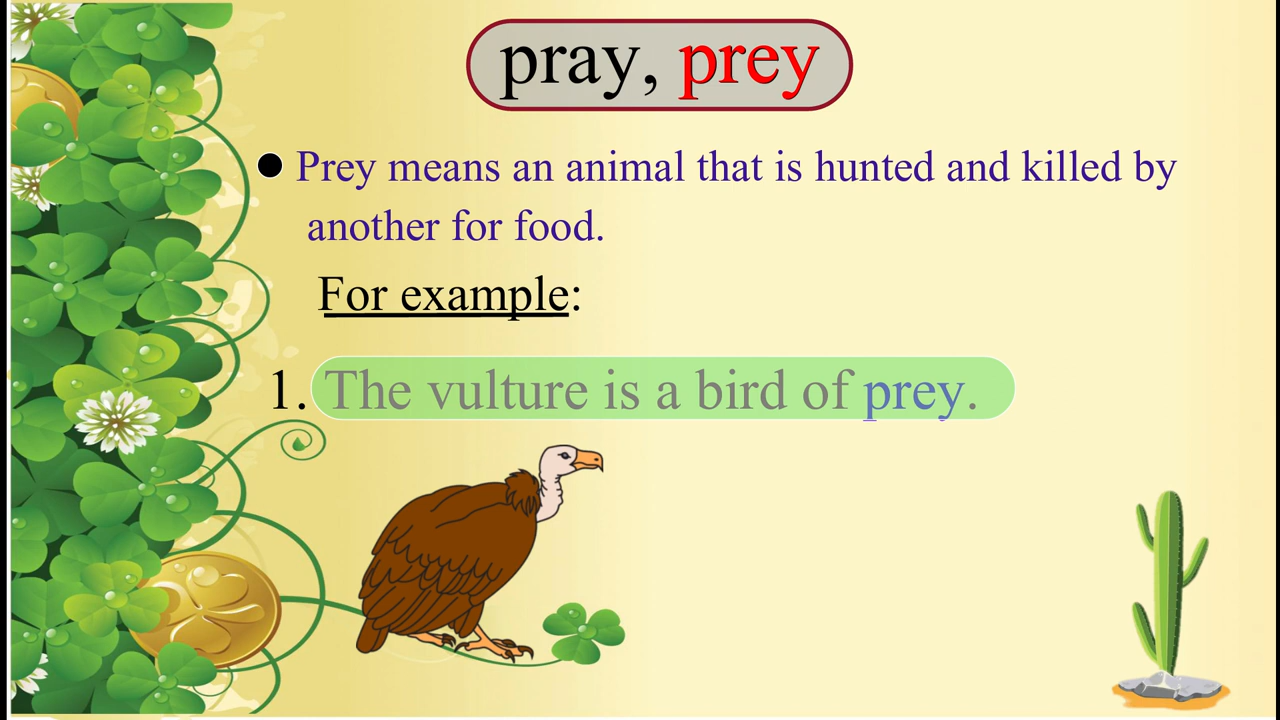 pray, prey
Prey means an animal that is hunted and killed by
another for food.
For example:
1. The vulture is a bird of prey.